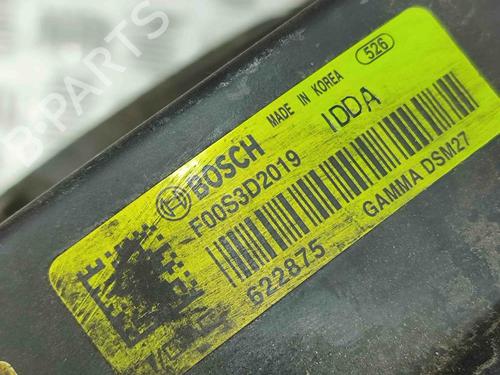 BOSCH
MADE IN KOREA
526
F00S3D2019
IDDA
622875
GAMMA DSM27
B-PARTS